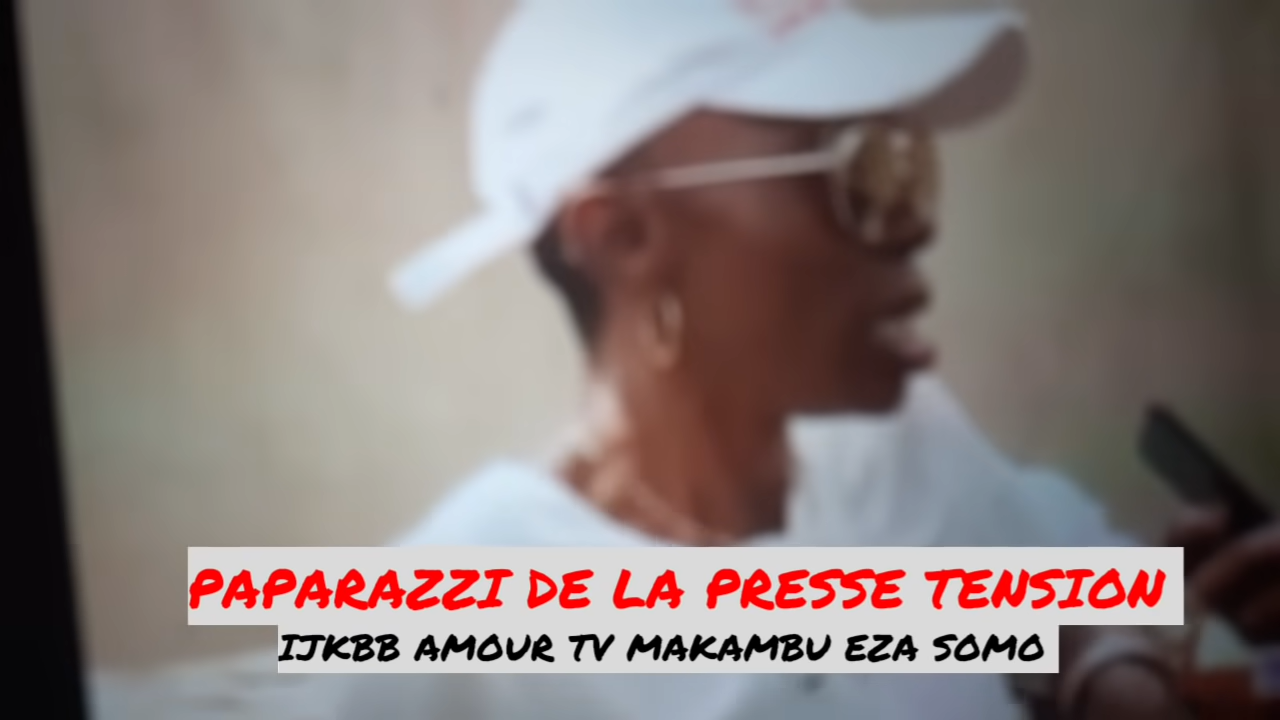 PAPARAZZI DE LA PRESSE TENSION
IJKBB AMOUR TV MAKAMBU EZA SOMO